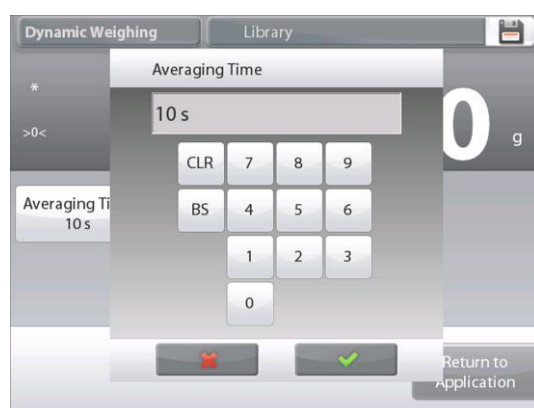 Dynamic Weighing Library
Averaging Time
*
10 s
>0<
0 g
CLR 7 8 9
Averaging Ti
BS 4 5 6
10 s
1 2 3
0
Return to
Application